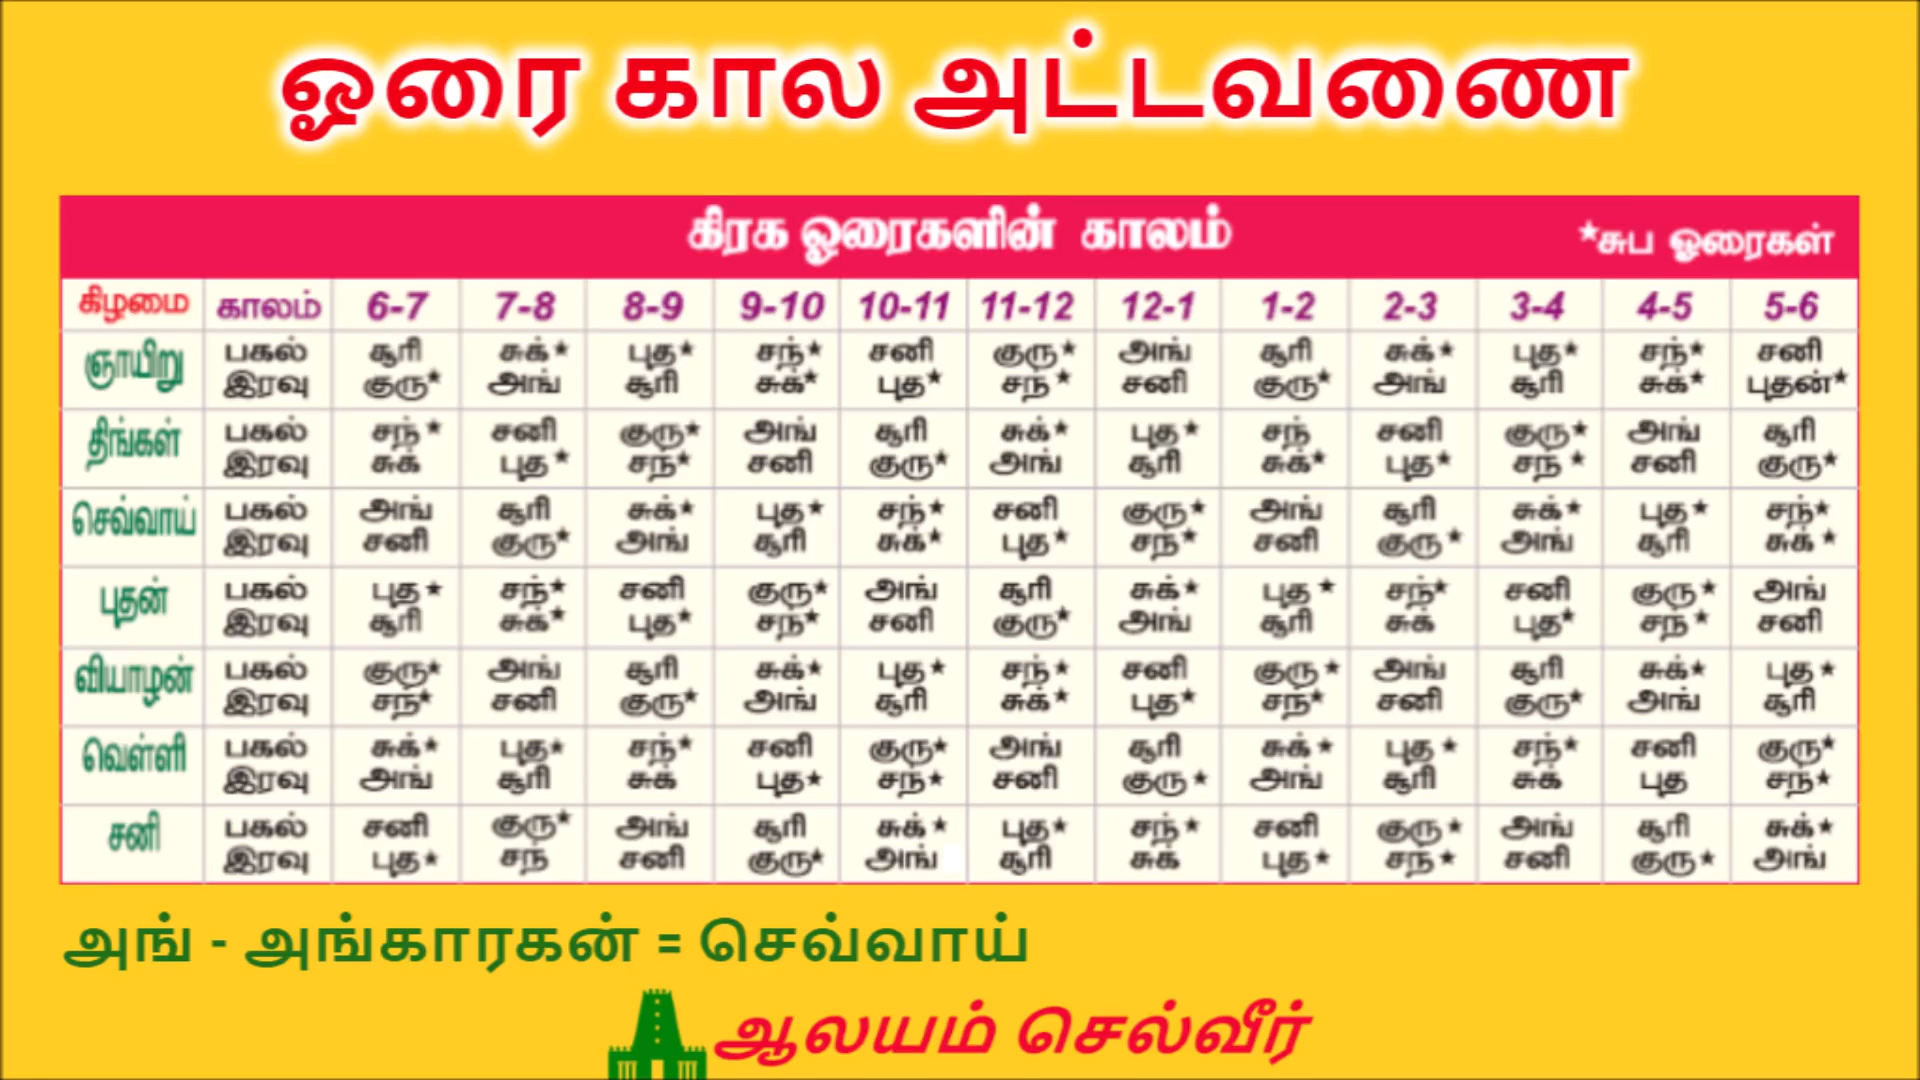 ஓரை கால அட்டவணை
கிரக ஓரைகளின் காலம் *சுப ஓரைகள்
கிழமை காலம் 6-7 7-8 8-9 9-10 10-11 11-12 12-1 1-2 2-3 3-4 4-5 5-6
ஞாயிறு பகல் சூரி சுக்* புத* சந்* சனி குரு* அங் சூரி சுக்* புத* சந்* சனி
இரவு குரு* அங் சூரி சுக்* புத* சந்* சனி குரு* அங் சூரி சுக்* புதன்*
திங்கள் பகல் சந்* சனி குரு* அங் சூரி சுக்* புத* சந் சனி குரு* அங் சூரி
இரவு சுக் புத* சந்* சனி குரு* அங் சூரி சுக்* புத* சந்* சனி குரு*
செவ்வாய் பகல் அங் சூரி சுக்* புத* சந்* சனி குரு* அங் சூரி சுக்* புத* சந்*
இரவு சனி குரு* அங் சூரி சுக்* புத* சந்* சனி குரு* அங் சூரி சுக்*
புதன் பகல் புத* சந்* சனி குரு* அங் சூரி சுக்* புத* சந்* சனி குரு* அங்
இரவு சூரி சுக்* புத* சந்* சனி குரு* அங் சூரி சுக் புத* சந்* சனி
வியாழன் பகல் குரு* அங் சூரி சுக்* புத* சந்* சனி குரு* அங் சூரி சுக்* புத*
இரவு சந்* சனி குரு* அங் சூரி சுக்* புத* சந்* சனி குரு* அங் சூரி
வெள்ளி பகல் சுக்* புத* சந்* சனி குரு* அங் சூரி சுக்* புத* சந்* சனி குரு*
இரவு அங் சூரி சுக் புத* சந்* சனி குரு* அங் சூரி சுக் புத சந்*
சனி பகல் சனி குரு* அங் சூரி சுக்* புத* சந்* சனி குரு* அங் சூரி சுக்*
இரவு புத* சந் சனி குரு* அங் சூரி சுக் புத* சந்* சனி குரு* அங்
அங் - அங்காரகன் = செவ்வாய்
ஆலயம் செல்வீர்